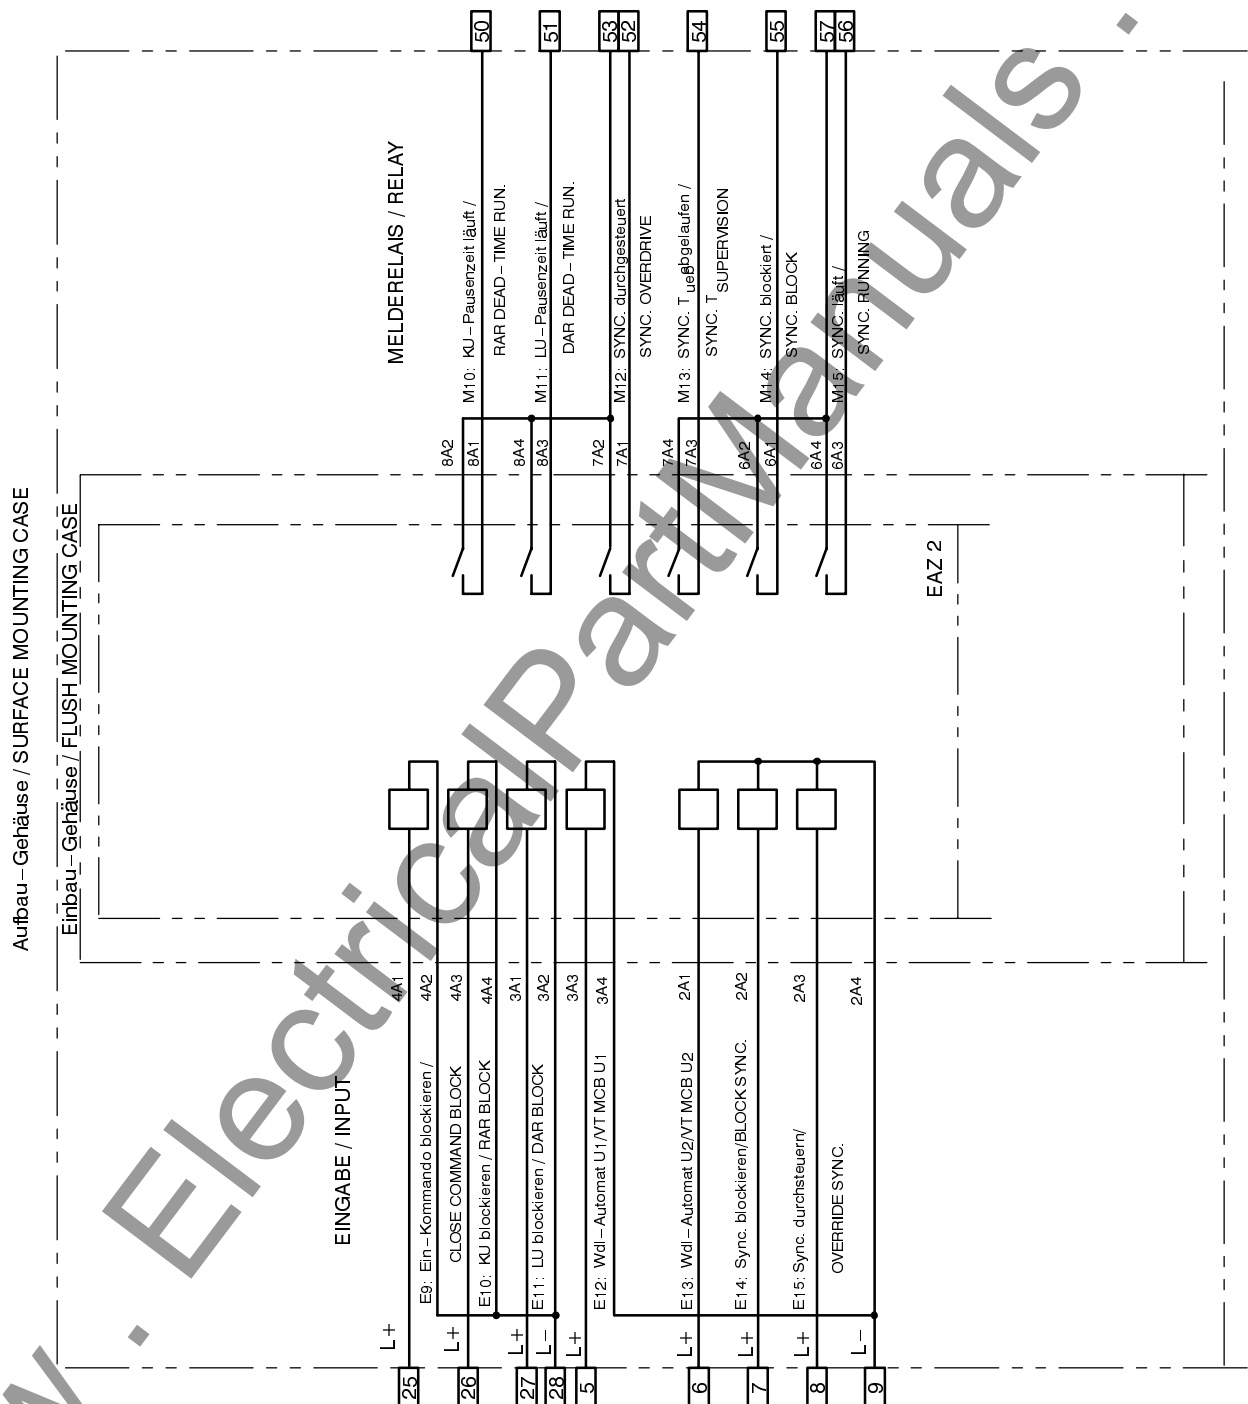 Aufbau–Gehäuse / SURFACE MOUNTING CASE
Einbau–Gehäuse / FLUSH MOUNTING CASE
EINGABE / INPUT
L+
25
4A1
E9: Ein–Kommando blockieren /
CLOSE COMMAND BLOCK
4A2
L+
26
4A3
E10: KU blockieren / RAR BLOCK
4A4
L+
27
3A1
E11: LU blockieren / DAR BLOCK
L–
28
3A2
L+
5
3A3
E12: Wdl–Automat U1/VT MCB U1
3A4
L+
6
E13: Wdl–Automat U2/VT MCB U2
2A1
L+
7
E14: Sync. blockieren/BLOCK SYNC.
2A2
L+
8
E15: Sync. durchsteuern/
OVERRIDE SYNC.
2A3
L–
9
2A4
MELDERELAIS / RELAY
8A2
M10: KU–Pausenzeit läuft /
8A1
RAR DEAD–TIME RUN.
50
8A4
M11: LU–Pausenzeit läuft /
8A3
DAR DEAD–TIME RUN.
51
7A2
M12: SYNC. durchgesteuert
53
7A1
SYNC. OVERDRIVE
52
7A4
M13: SYNC. T ueb abgelaufen /
7A3
SYNC. T SUPERVISION
54
6A2
M14: SYNC. blockiert /
6A1
SYNC. BLOCK
55
6A4
M15: SYNC. läuft /
57
6A3
SYNC. RUNNING
56
EAZ 2
w . ElectricalPartManuals .